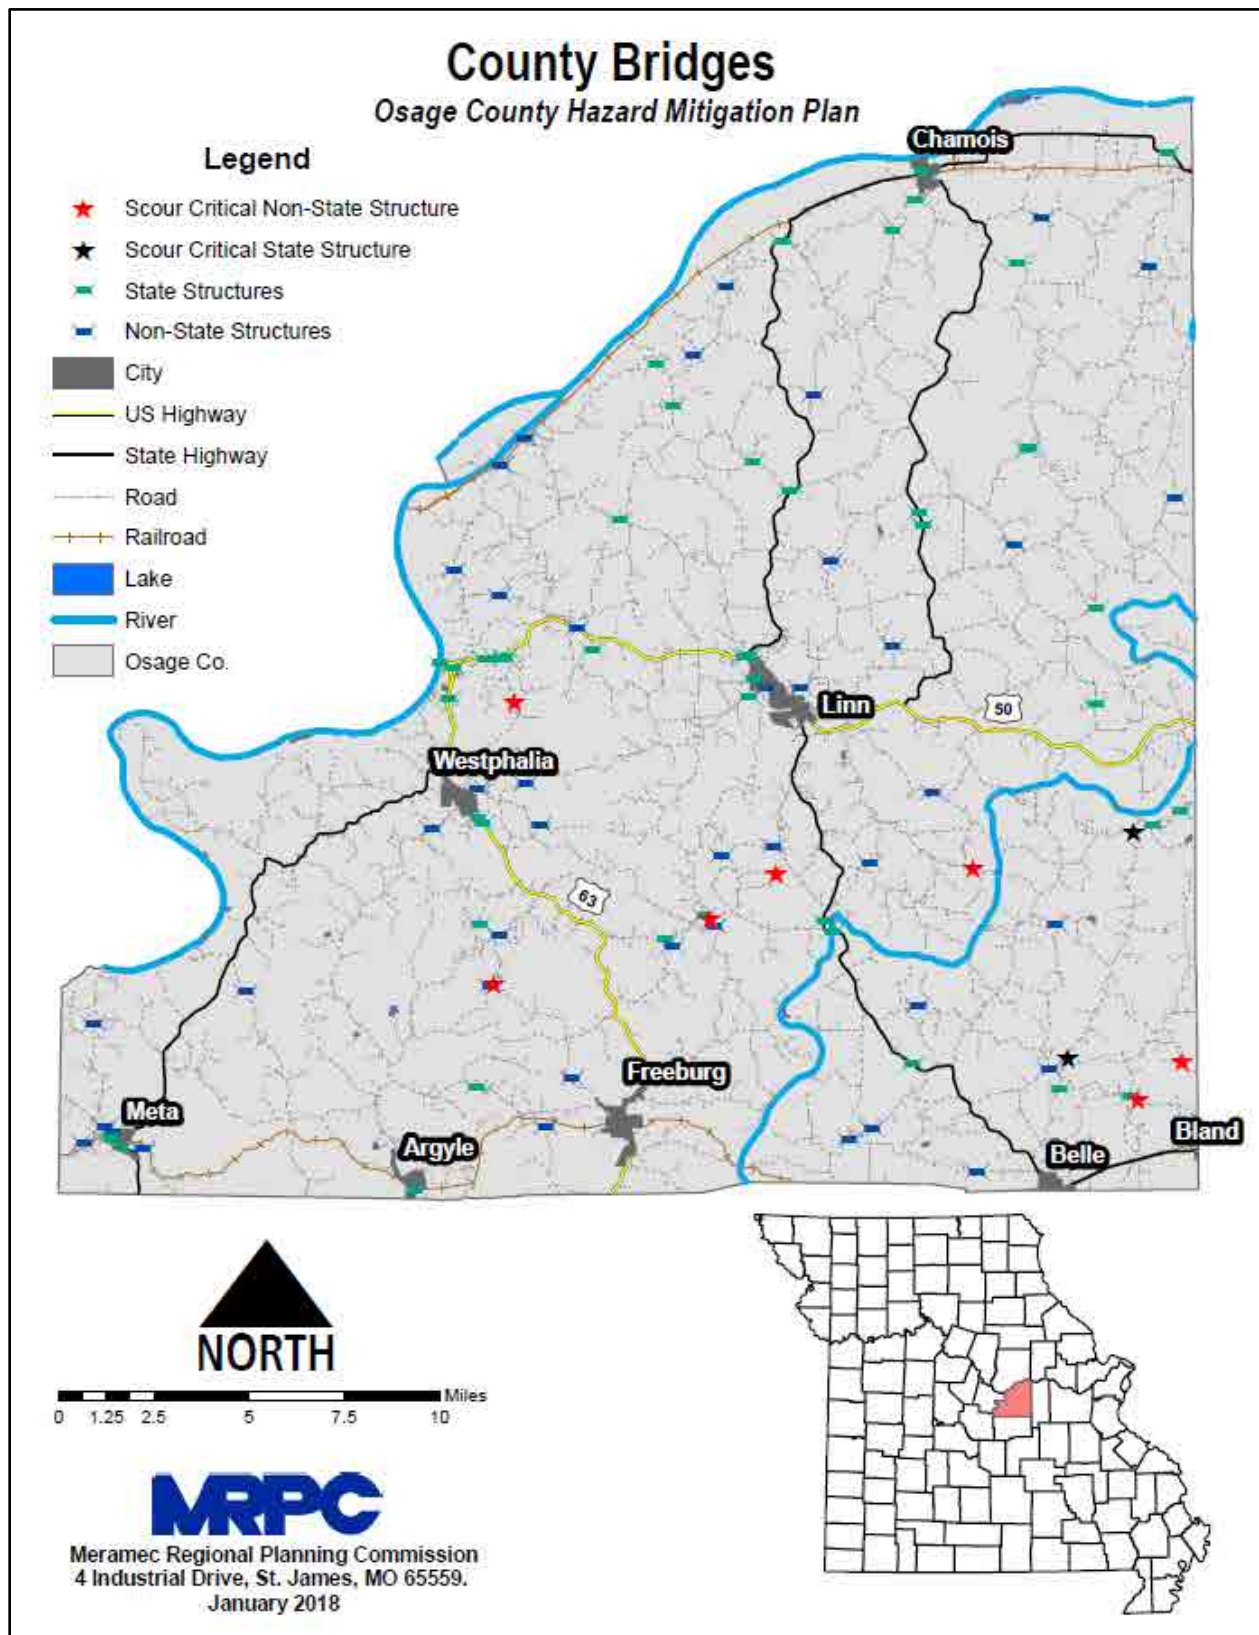 County Bridges
Osage County Hazard Mitigation Plan
Legend
Scour Critical Non-State Structure
Scour Critical State Structure
State Structures
Non-State Structures
City
US Highway
State Highway
Road
Railroad
Lake
River
Osage Co.
Chamois
Linn
50
Westphalia
63
Freeburg
Meta
Argyle
Belle
Bland
NORTH
Miles
0 1.25 2.5 5 7.5 10
MRPC
Meramec Regional Planning Commission
4 Industrial Drive, St. James, MO 65559.
January 2018